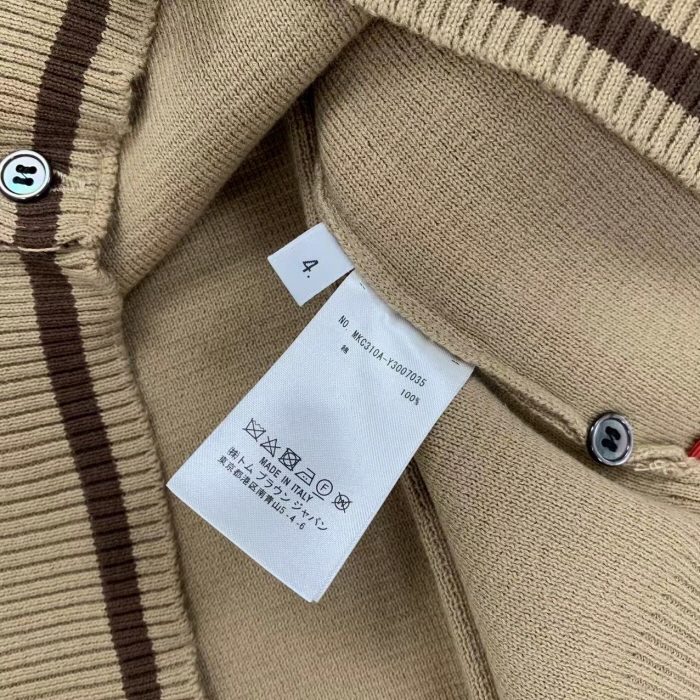 4.
NO. MKC310A-Y3007035
綿 100%
MADE IN ITALY
㈱トム ブラウン ジャパン
東京都港区南青山5-4-6